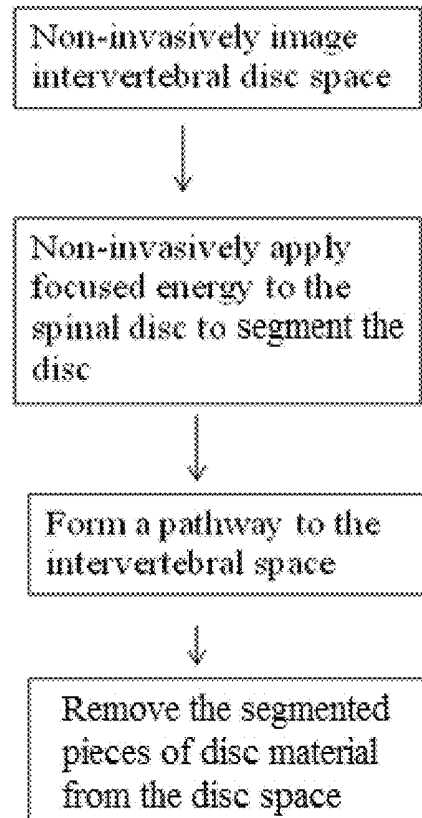 Non-invasively image
intervertebral disc space
Non-invasively apply
focused energy to the
spinal disc to segment the
disc
Form a pathway to the
intervertebral space
Remove the segmented
pieces of disc material
from the disc space